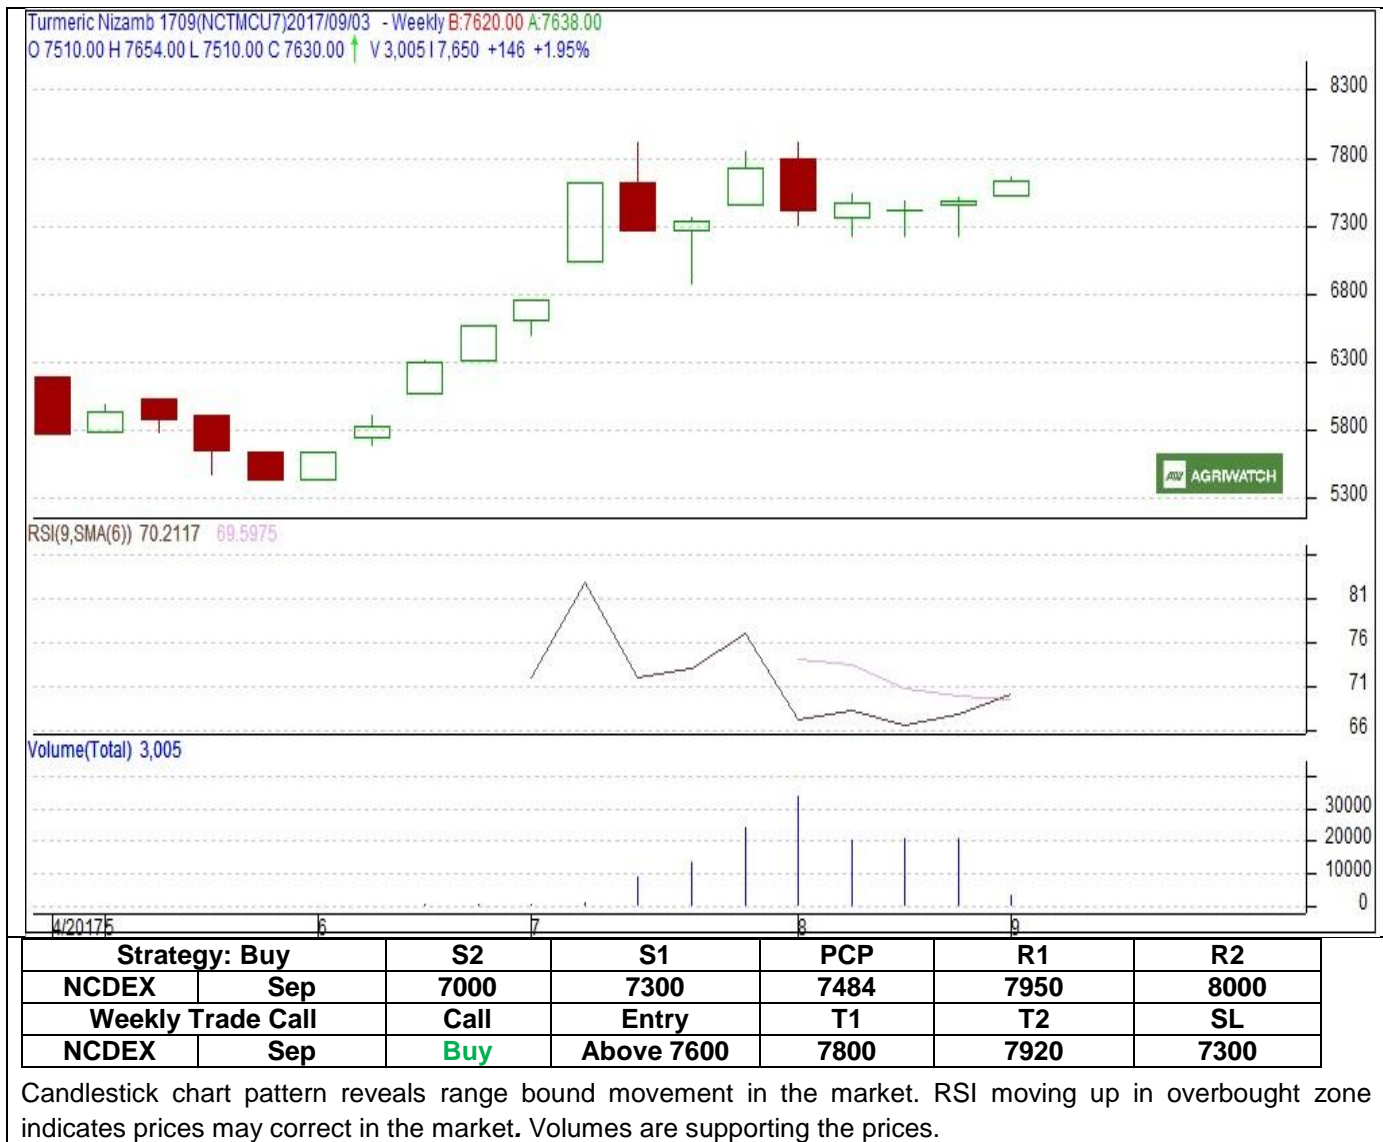 Turmeric Nizamb 1709(NCTMCU7)2017/09/03 - Weekly B:7620.00 A:7638.00
O 7510.00 H 7654.00 L 7510.00 C 7630.00 ↑ V 3,005 I 7,650 +146 +1.95%
8300
7800
7300
6800
6300
5800
5300
AGRIWATCH
RSI(9,SMA(6)) 70.2117 69.5975
81
76
71
66
Volume(Total) 3,005
30000
20000
10000
0
4/2017 5 6 7 8 9
Strategy: Buy S2 S1 PCP R1 R2
NCDEX Sep 7000 7300 7484 7950 8000
Weekly Trade Call Call Entry T1 T2 SL
NCDEX Sep Buy Above 7600 7800 7920 7300
Candlestick chart pattern reveals range bound movement in the market. RSI moving up in overbought zone
indicates prices may correct in the market. Volumes are supporting the prices.